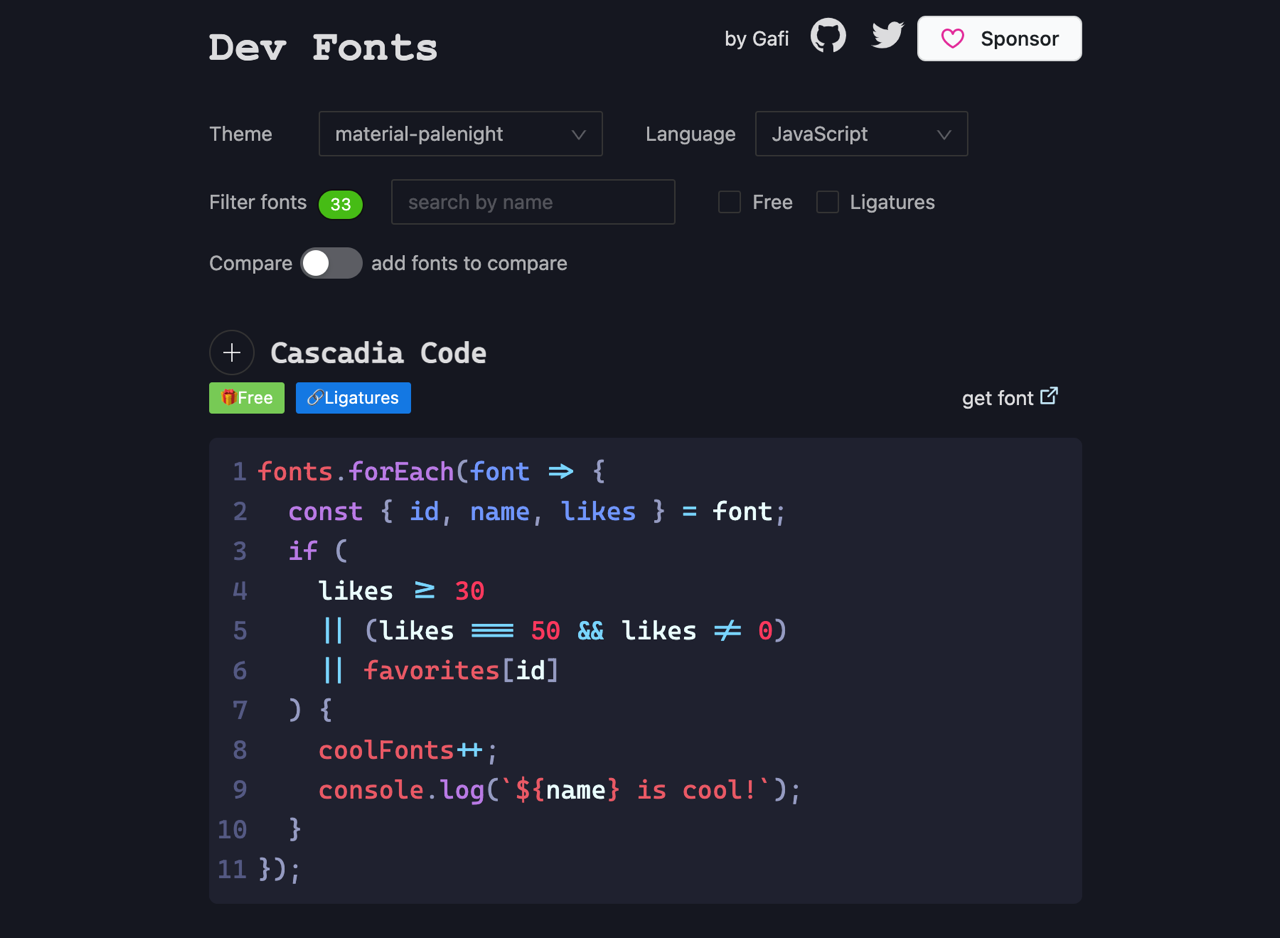 Dev Fonts
by Gafi
Sponsor
Theme
material-palenight
Language
JavaScript
Filter fonts
33
search by name
Free
Ligatures
Compare
add fonts to compare
+ Cascadia Code
🎁Free
🔗Ligatures
get font
1 fonts.forEach(font => {
2   const { id, name, likes } = font;
3   if (
4     likes >= 30
5     || (likes === 50 && likes != 0)
6     || favorites[id]
7   ) {
8     coolFonts++;
9     console.log(`${name} is cool!`);
10   }
11 });